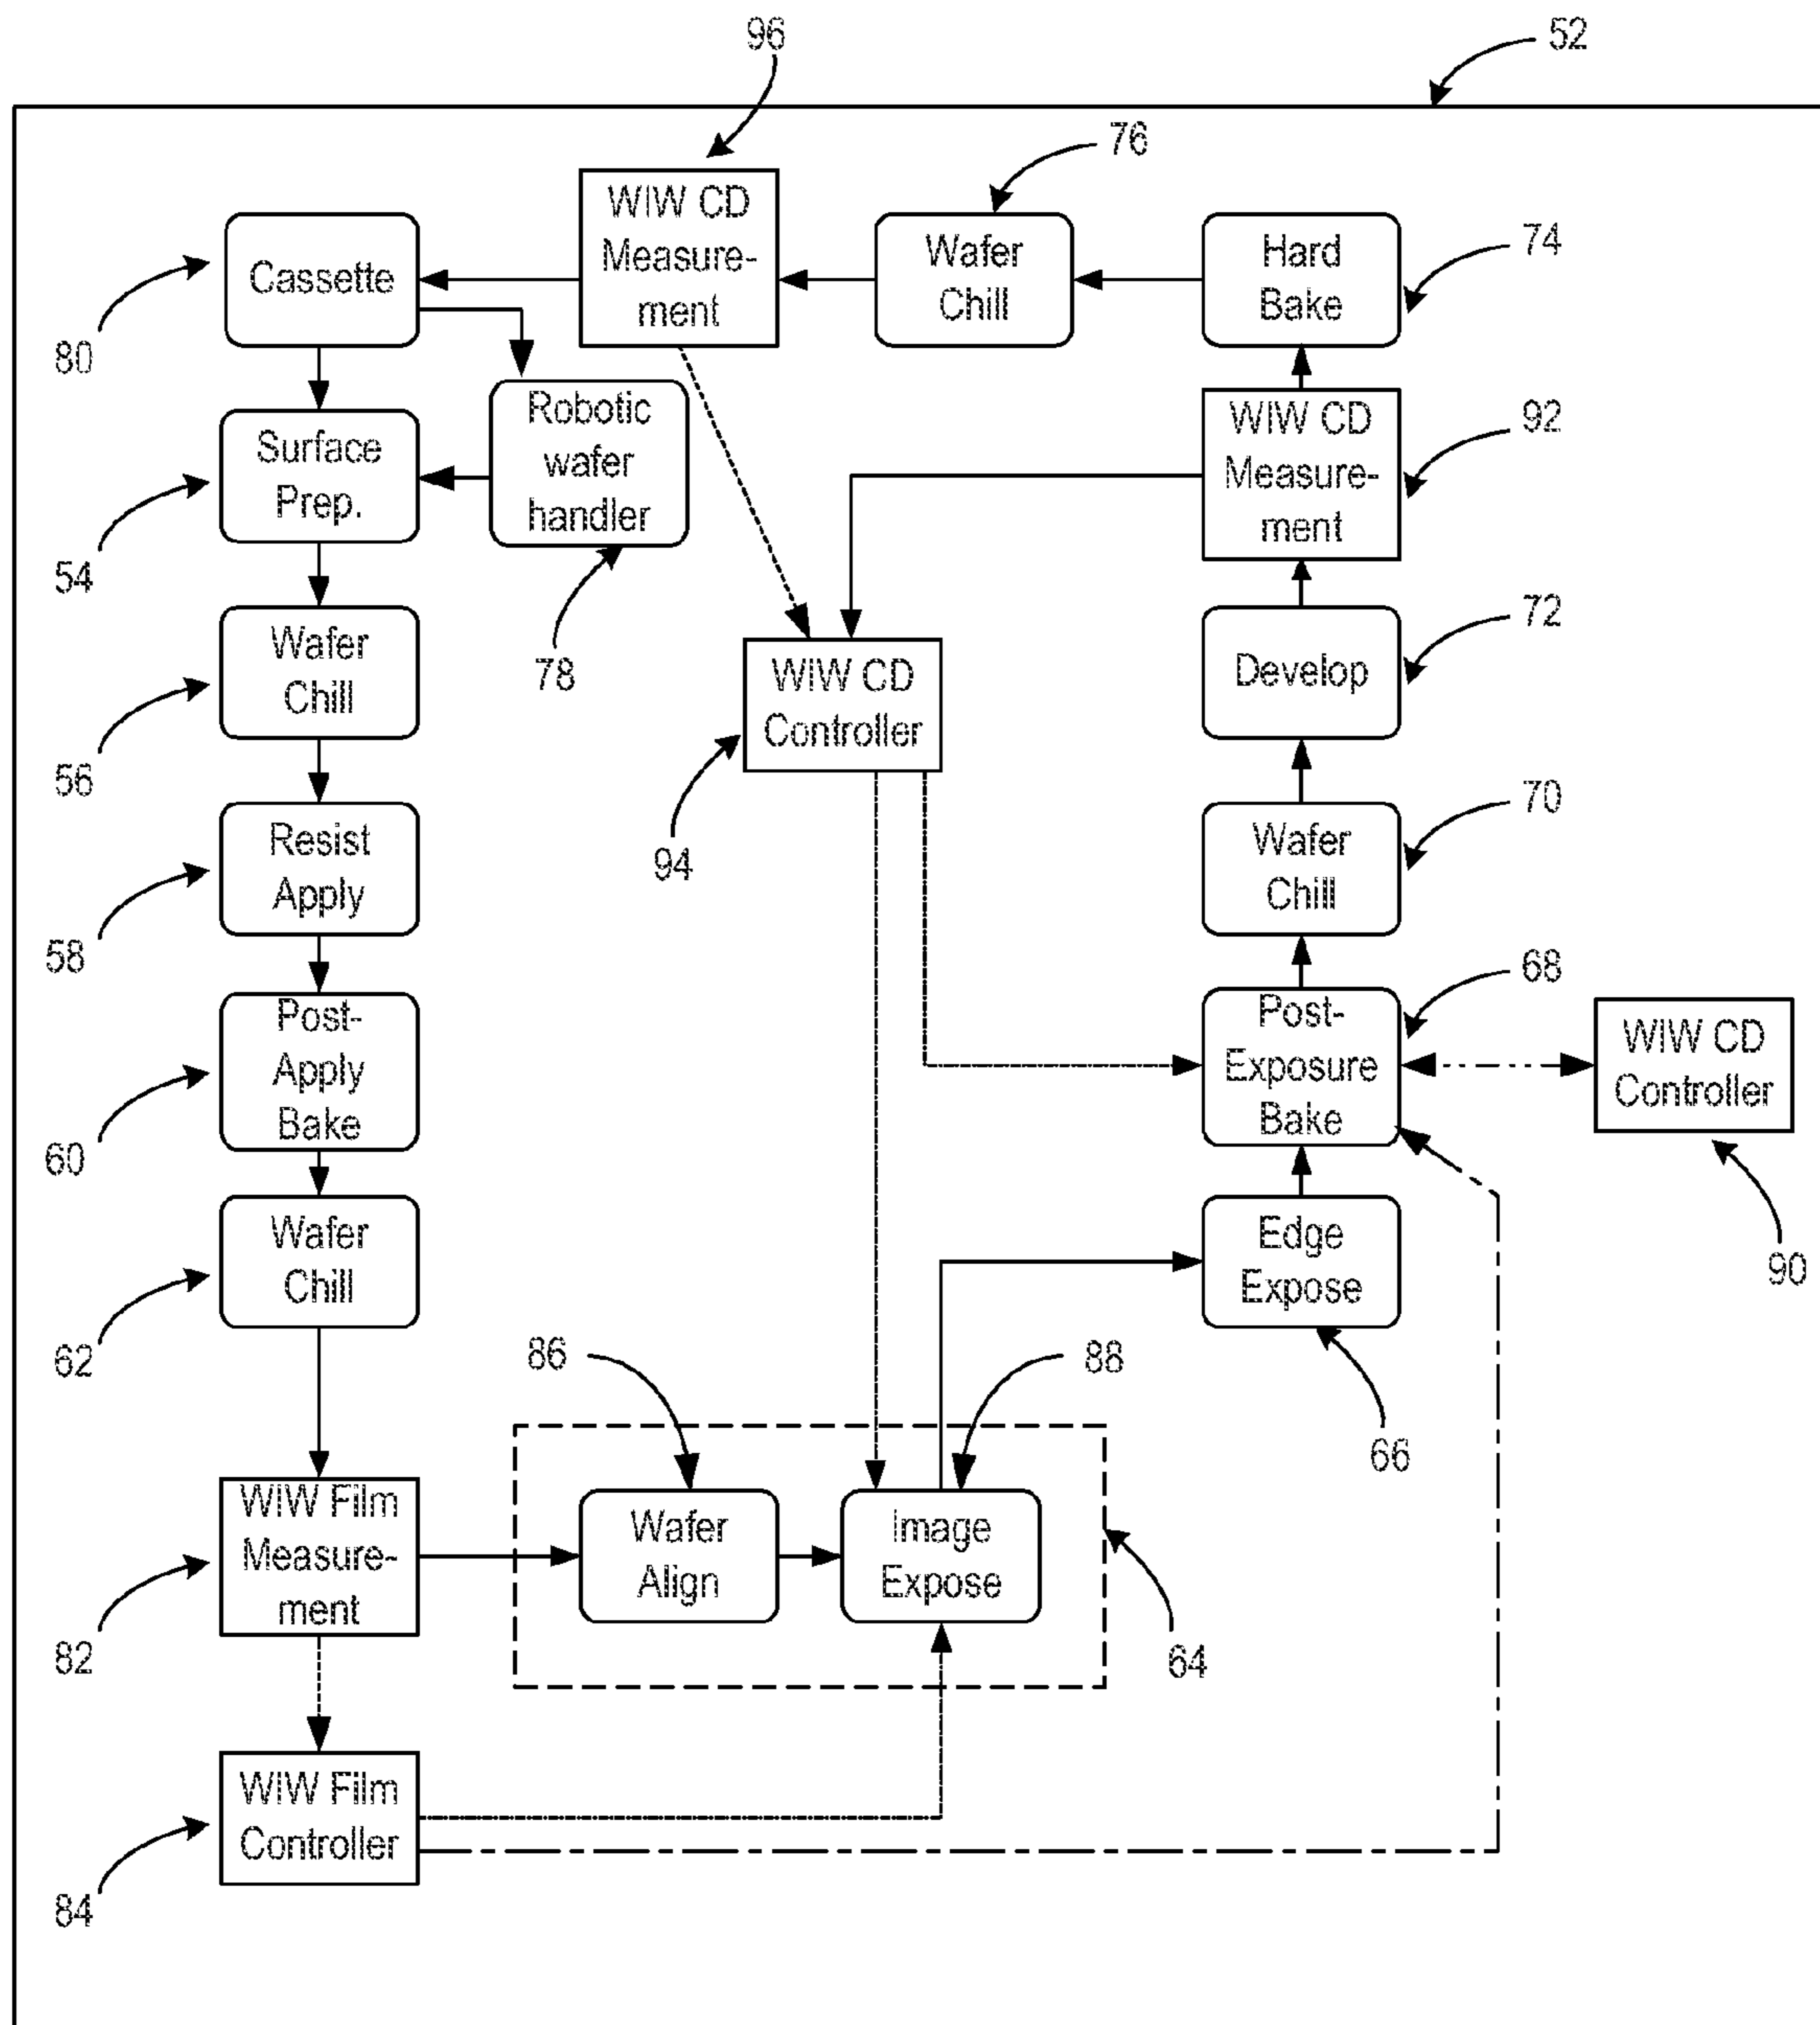 96
52
76
WIW CD
Measure-
ment
Wafer
Chill
Hard
Bake
74
Cassette
80
Robotic
wafer
handler
WIW CD
Measure-
ment
92
Surface
Prep.
54
78
72
Wafer
Chill
Develop
WIW CD
Controller
56
94
70
Resist
Apply
Wafer
Chill
58
68
Post-
Apply
Bake
Post-
Exposure
Bake
WIW CD
Controller
60
90
Wafer
Chill
Edge
Expose
62
86
88
66
WIW Film
Measure-
ment
Wafer
Align
Image
Expose
82
64
WIW Film
Controller
84